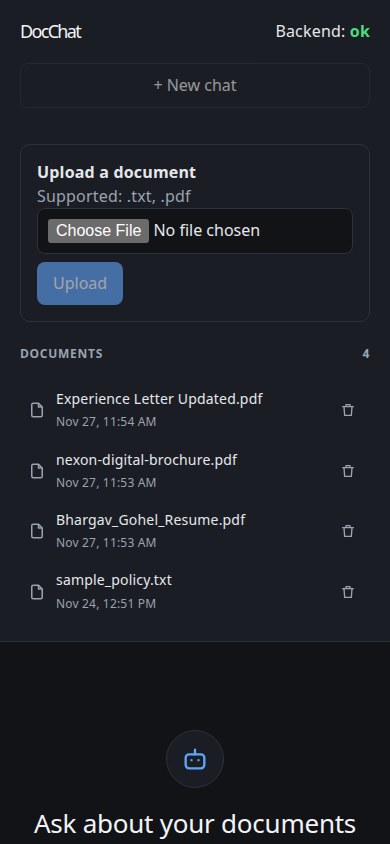 DocChat
Backend: ok
+ New chat
Upload a document
Supported: .txt, .pdf
Choose File No file chosen
Upload
DOCUMENTS 4
Experience Letter Updated.pdf
Nov 27, 11:54 AM
nexon-digital-brochure.pdf
Nov 27, 11:53 AM
Bhargav_Gohel_Resume.pdf
Nov 27, 11:53 AM
sample_policy.txt
Nov 24, 12:51 PM
Ask about your documents